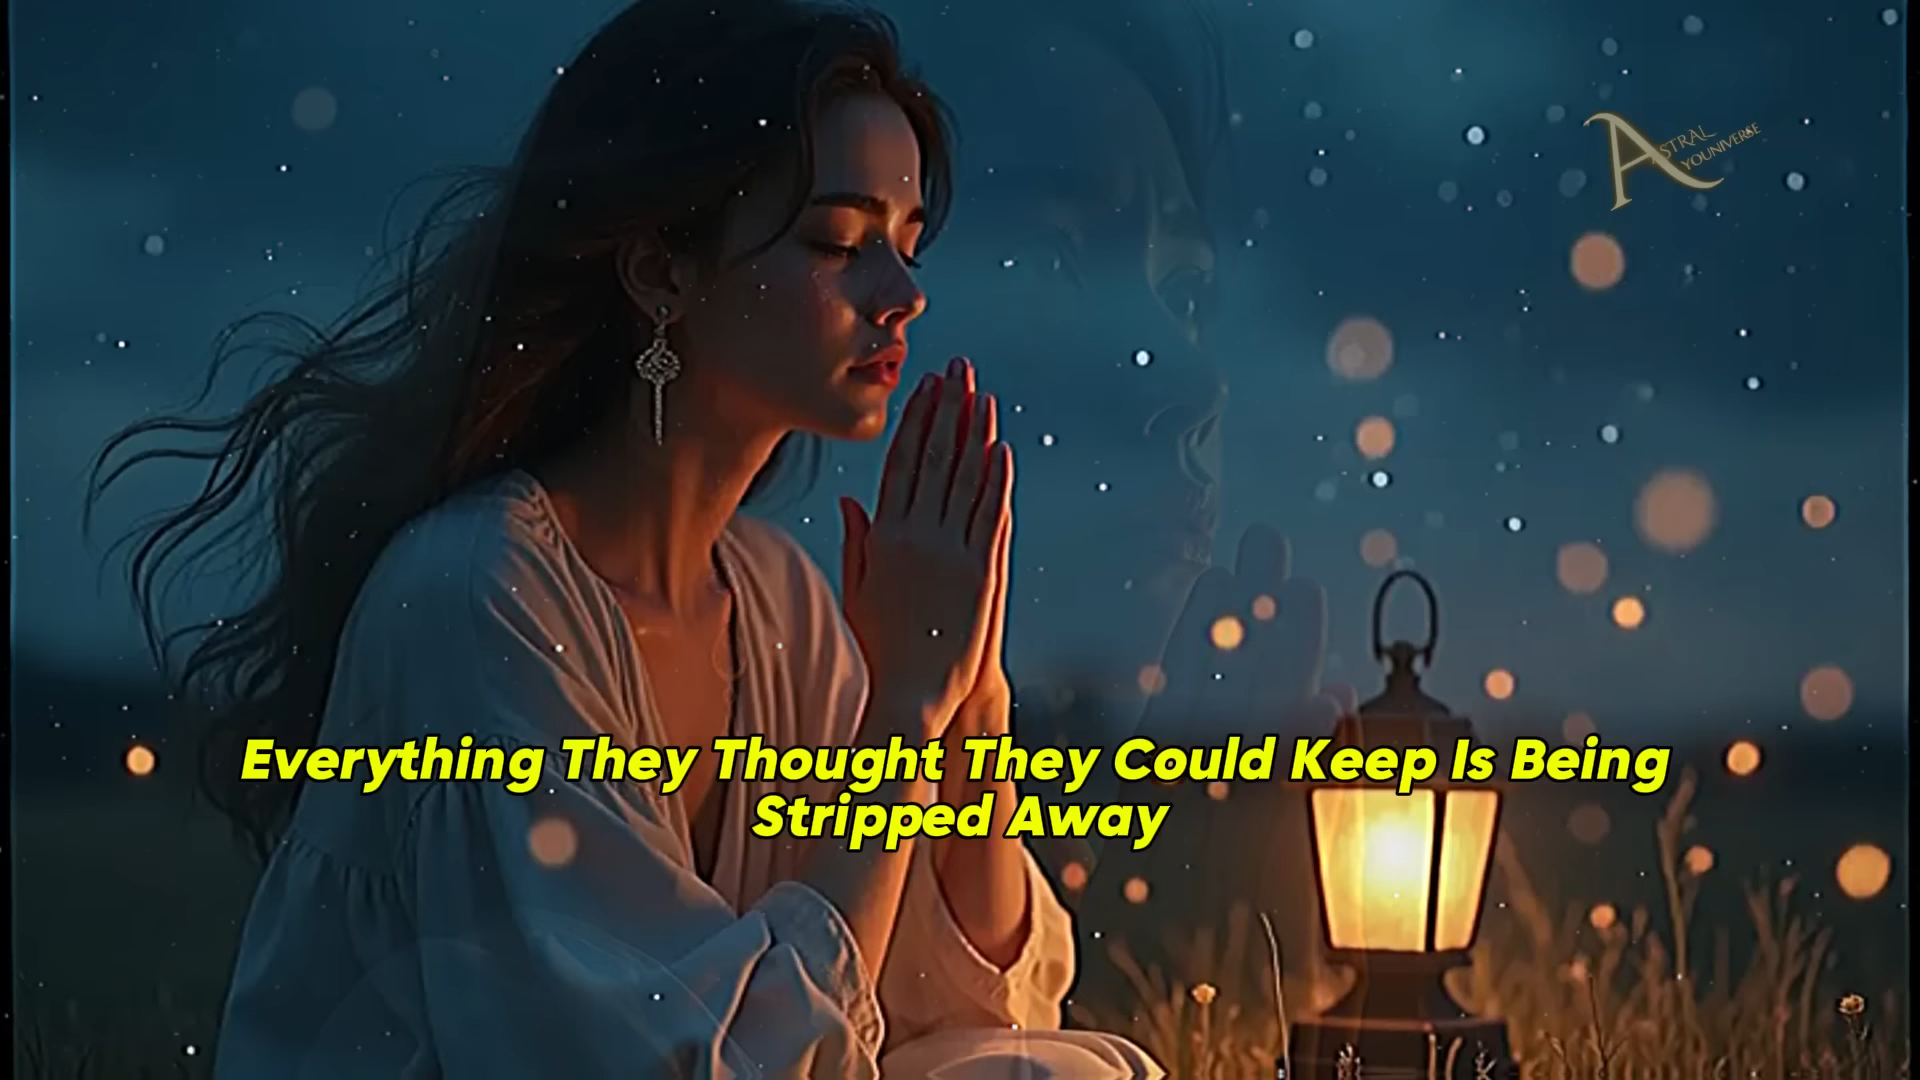 ASTRAL
YOUNIVERSE
Everything They Thought They Could Keep Is Being
Stripped Away